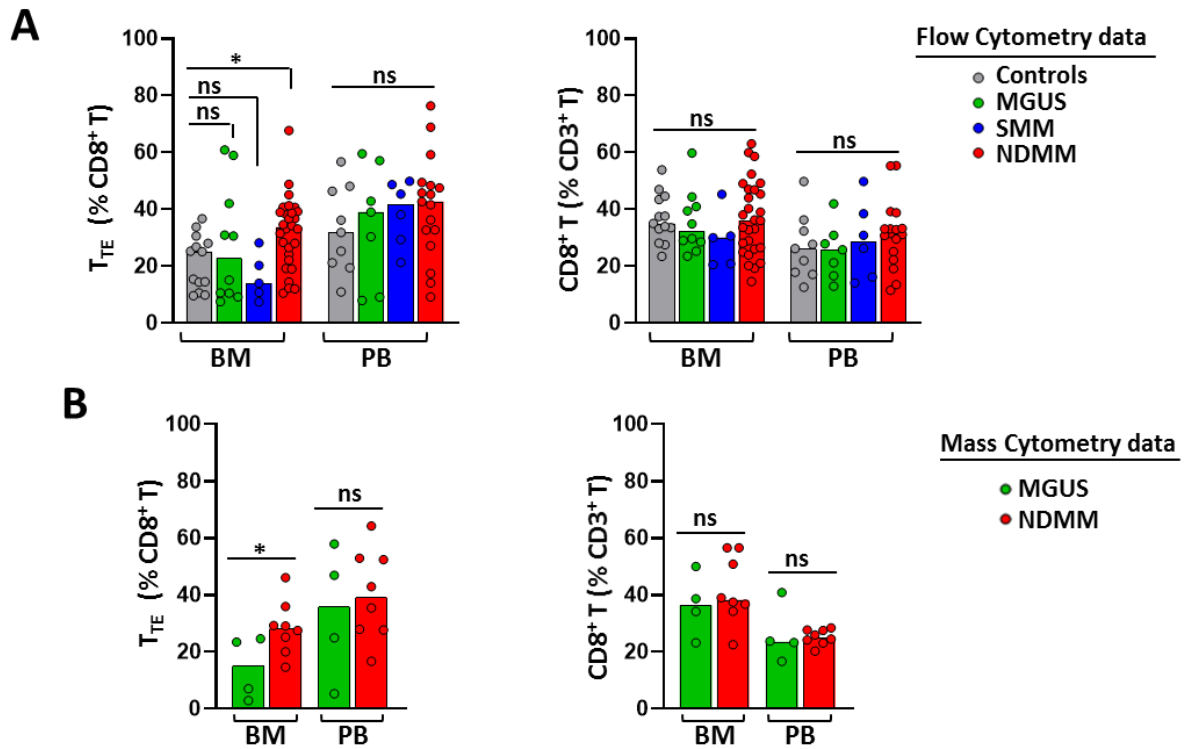 A
T_TE (% CD8⁺ T)
100
80
60
40
20
0
*
ns
ns
ns
BM
PB
CD8⁺ T (% CD3⁺ T)
100
80
60
40
20
0
ns
ns
BM
PB
Flow Cytometry data
Controls
MGUS
SMM
NDMM
B
T_TE (% CD8⁺ T)
100
80
60
40
20
0
*
ns
BM
PB
CD8⁺ T (% CD3⁺ T)
100
80
60
40
20
0
ns
ns
BM
PB
Mass Cytometry data
MGUS
NDMM